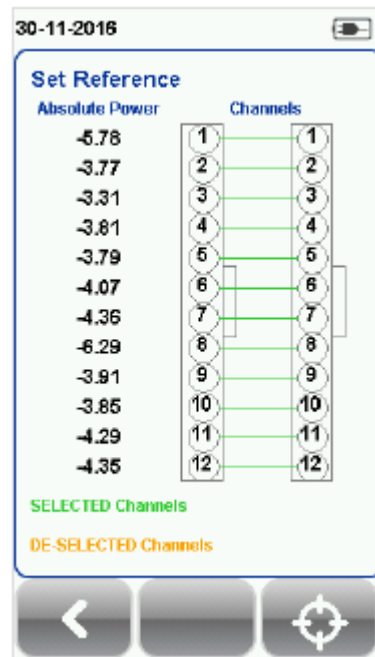 30-11-2016
Set Reference
Absolute Power Channels
-5.78 1 1
-3.77 2 2
-3.31 3 3
-3.81 4 4
-3.79 5 5
-4.07 6 6
-4.36 7 7
-6.29 8 8
-3.91 9 9
-3.85 10 10
-4.29 11 11
-4.35 12 12
SELECTED Channels
DE-SELECTED Channels